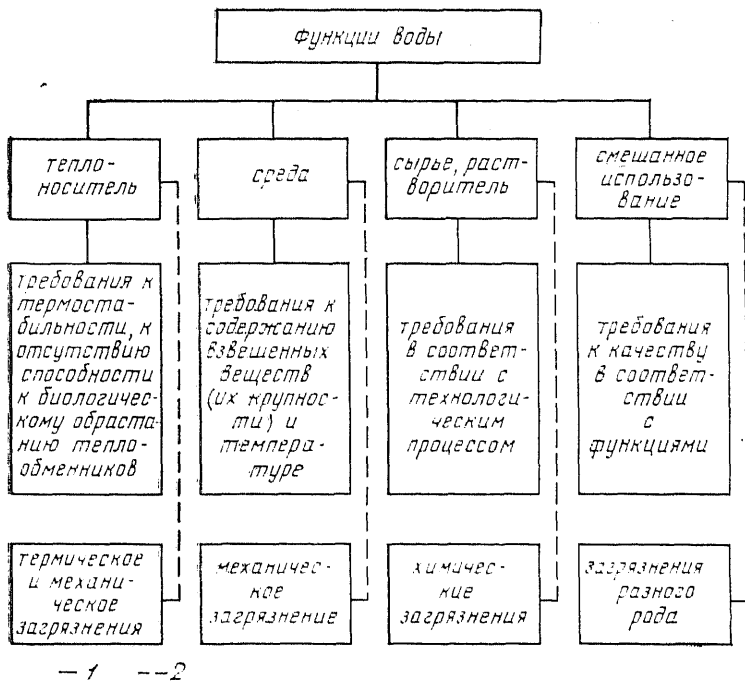 функции воды
тепло-
носитель
среда
сырье, раст-
воритель
смешанное
использо-
вание
требования к
термоста-
бильности, к
отсутствию
способности
к биологичес-
кому обраста-
нию тепло-
обменников
требования к
содержанию
взвешенных
веществ
(их крупнос-
ти) и
темпера-
туре
требования
в соответ-
ствии с
технологи-
ческим
процессом
требования
к качеству
в соответ-
ствии
с
функциями
термическое
и механи-
ческое
загрязнения
механичес-
кое
загрязнение
химичес-
кие
загрязнения
загрязнения
разного
рода
— 1 -- 2